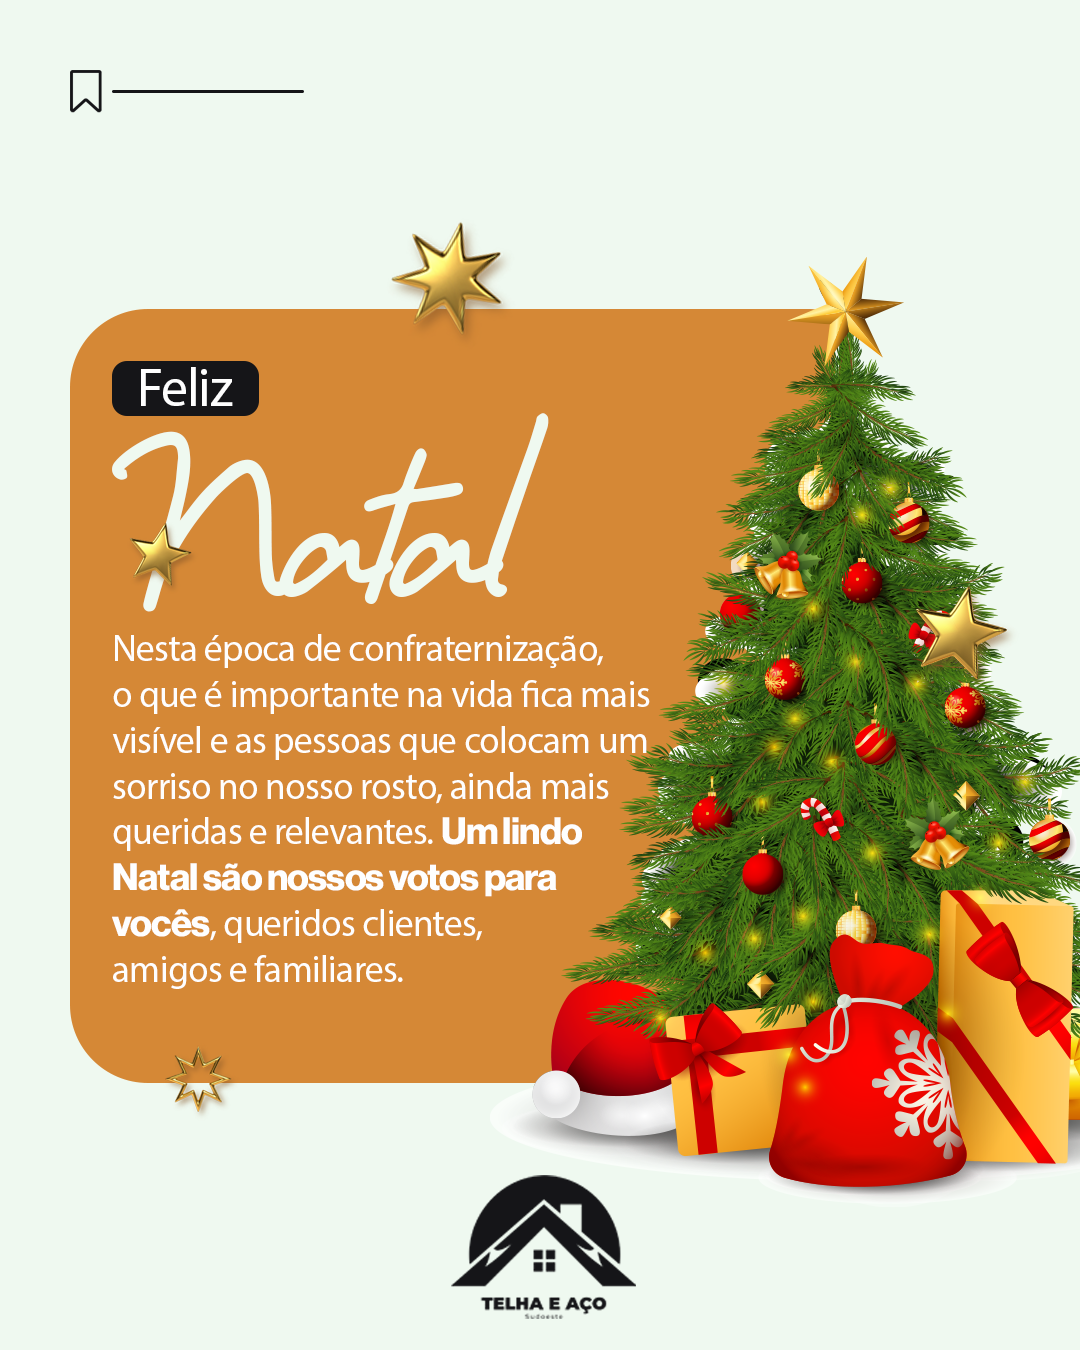 Feliz
Natal
Nesta época de confraternização,
o que é importante na vida fica mais
visível e as pessoas que colocam um
sorriso no nosso rosto, ainda mais
queridas e relevantes. Um lindo
Natal são nossos votos para
vocês, queridos clientes,
amigos e familiares.
TELHA E AÇO
Sudoeste